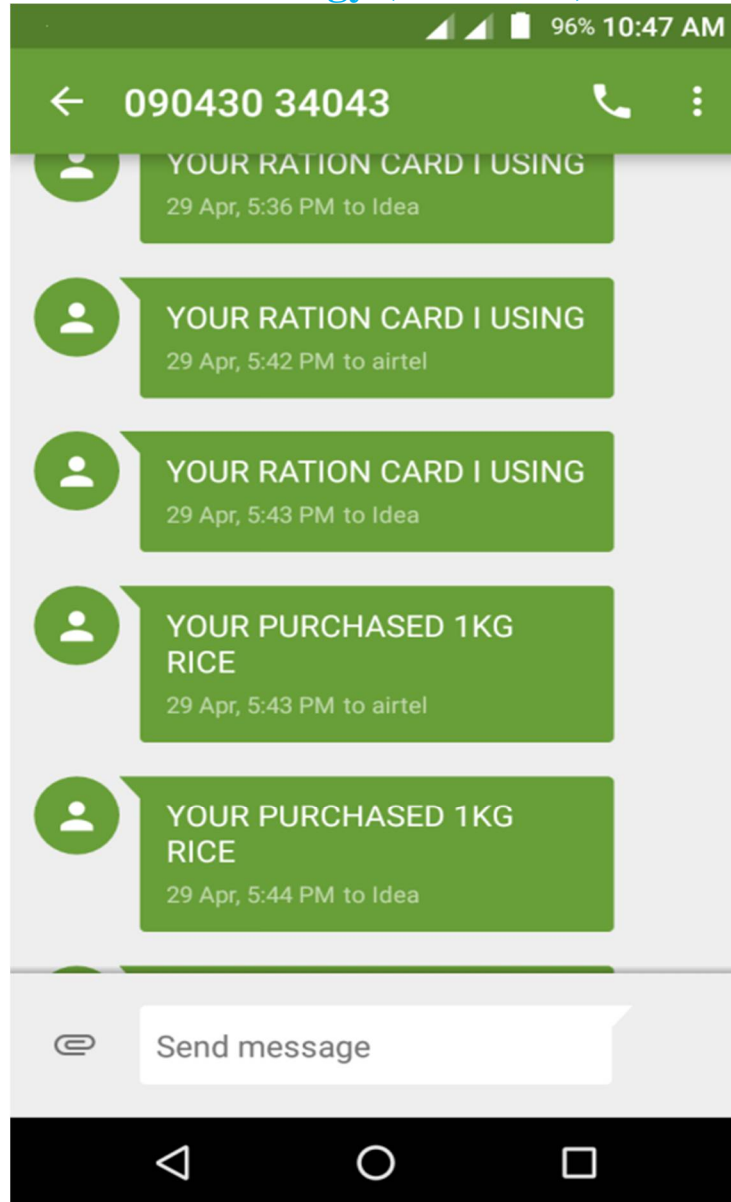 96% 10:47 AM
090430 34043
YOUR RATION CARD I USING
29 Apr, 5:36 PM to Idea
YOUR RATION CARD I USING
29 Apr, 5:42 PM to airtel
YOUR RATION CARD I USING
29 Apr, 5:43 PM to Idea
YOUR PURCHASED 1KG
RICE
29 Apr, 5:43 PM to airtel
YOUR PURCHASED 1KG
RICE
29 Apr, 5:44 PM to Idea
Send message